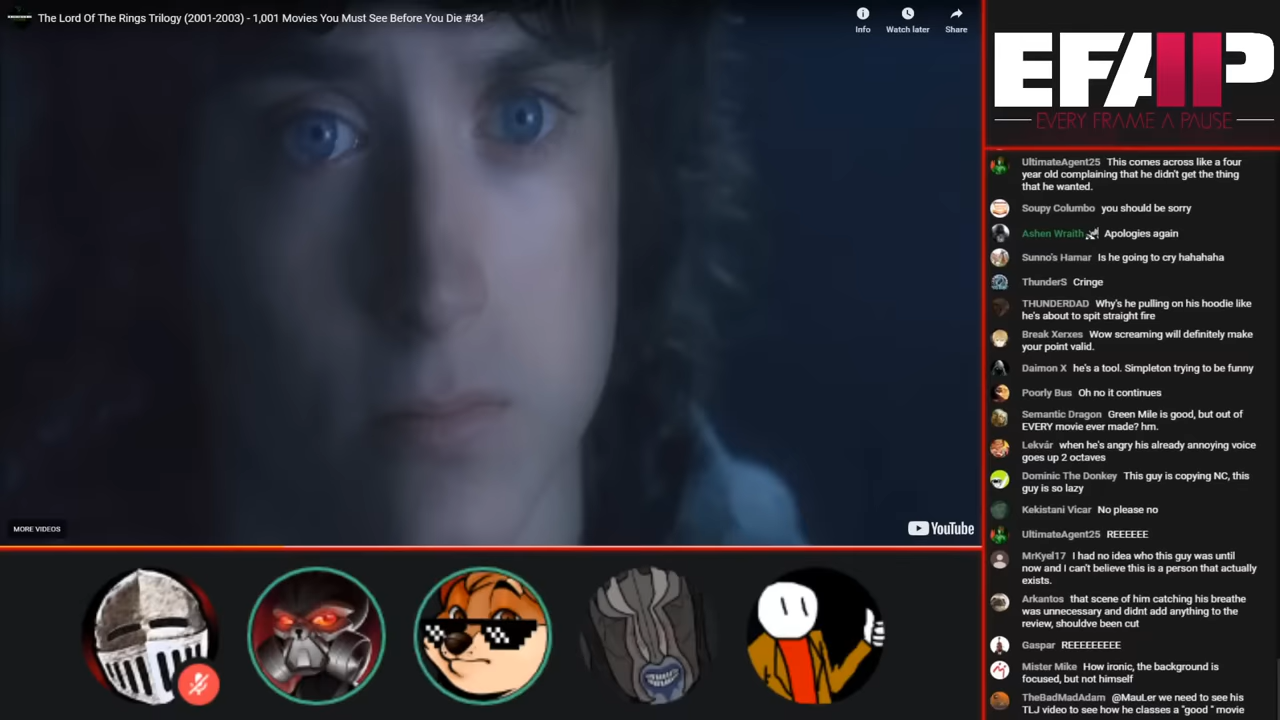 The Lord Of The Rings Trilogy (2001-2003) - 1,001 Movies You Must See Before You Die #34
Info
Watch later
Share
MORE VIDEOS
YouTube
EFAP
EVERY FRAME A PAUSE
UltimateAgent25 This comes across like a four
year old complaining that he didn't get the thing
that he wanted.
Soupy Columbo you should be sorry
Ashen Wraith Apologies again
Sunno's Hamar Is he going to cry hahahaha
ThunderS Cringe
THUNDERDAD Why's he pulling on his hoodie like
he's about to spit straight fire
Break Xerxes Wow screaming will definitely make
your point valid.
Daimon X he's a tool. Simpleton trying to be funny
Poorly Bus Oh no it continues
Semantic Dragon Green Mile is good, but out of
EVERY movie ever made? hm.
Lekvár when he's angry his already annoying voice
goes up 2 octaves
Dominic The Donkey This guy is copying NC, this
guy is so lazy
Kekistani Vicar No please no
UltimateAgent25 REEEEEE
MrKyel17 I had no idea who this guy was until
now and I can't believe this is a person that actually
exists.
Arkantos that scene of him catching his breathe
was unnecessary and didnt add anything to the
review, shouldve been cut
Gaspar REEEEEEEEEE
Mister Mike How ironic, the background is
focused, but not himself
TheBadMadAdam @MauLer we need to see his
TLJ video to see how he classes a "good " movie